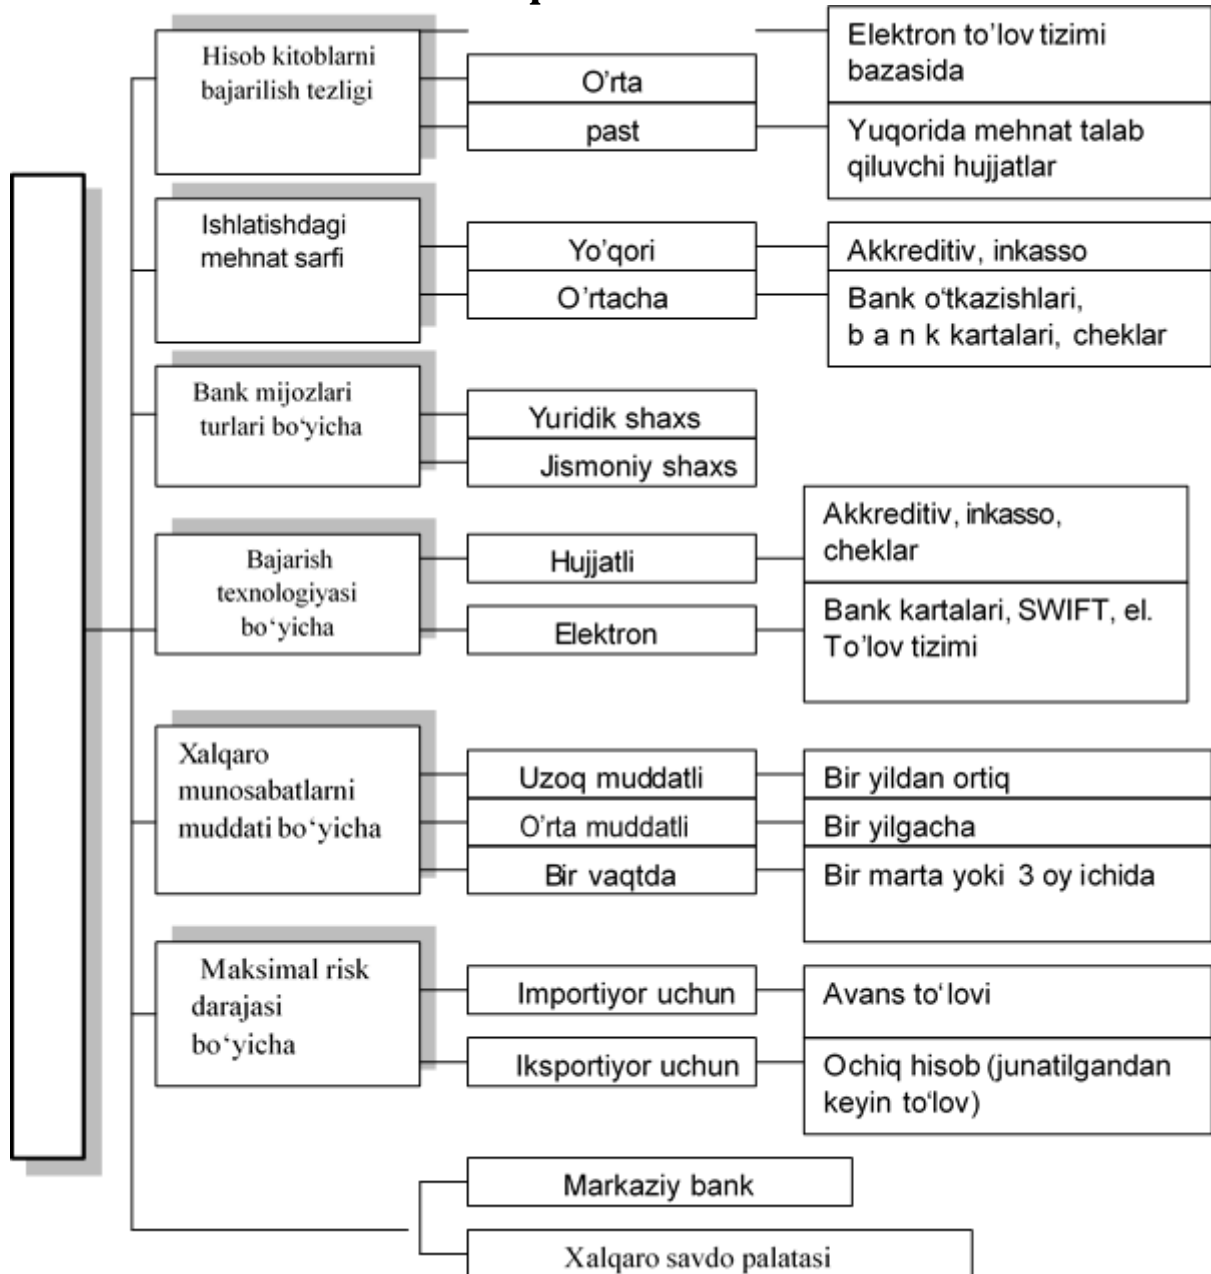 Hisob kitoblarni
bajarilish tezligi
O'rta
past
Elektron to'lov tizimi
bazasida
Yuqorida mehnat talab
qiluvchi hujjatlar
Ishlatishdagi
mehnat sarfi
Yo'qori
O'rtacha
Akkreditiv, inkasso
Bank o'tkazishlari,
b a n k kartalari, cheklar
Bank mijozlari
turlari bo'yicha
Yuridik shaxs
Jismoniy shaxs
Bajarish
texnologiyasi
bo'yicha
Hujjatli
Elektron
Akkreditiv, inkasso,
cheklar
Bank kartalari, SWIFT, el.
To'lov tizimi
Xalqaro
munosabatlarni
muddati bo'yicha
Uzoq muddatli
O'rta muddatli
Bir vaqtda
Bir yildan ortiq
Bir yilgacha
Bir marta yoki 3 oy ichida
Maksimal risk
darajasi
bo'yicha
Importiyor uchun
Iksportiyor uchun
Avans to'lovi
Ochiq hisob (junatilgandan
keyin to'lov)
Markaziy bank
Xalqaro savdo palatasi